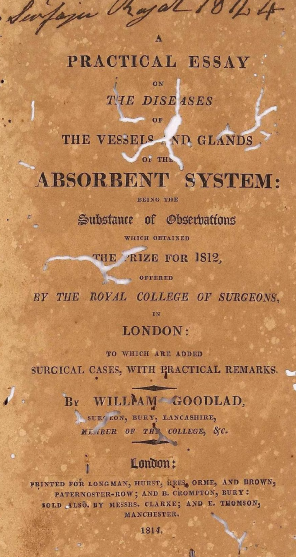 Royal 1844
A
PRACTICAL ESSAY
ON
THE DISEASES
OF
THE VESSELS AND GLANDS
OF THE
ABSORBENT SYSTEM:
BEING THE
Substance of Observations
WHICH OBTAINED
THE PRIZE FOR 1812,
OFFERED
BY THE ROYAL COLLEGE OF SURGEONS,
IN
LONDON:
TO WHICH ARE ADDED
SURGICAL CASES, WITH PRACTICAL REMARKS.
BY WILLIAM GOODLAD,
SURGEON, BURY, LANCASHIRE,
MEMBER OF THE COLLEGE, &C.
London:
PRINTED FOR LONGMAN, HURST, REES, ORME, AND BROWN,
PATERNOSTER-ROW; AND B. CROMPTON, BURY:
SOLD ALSO BY MESSRS. CLARKE; AND E. THOMSON,
MANCHESTER.
1814.